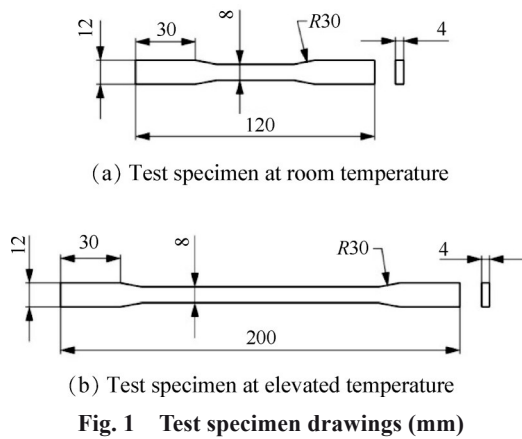 12
30
8
R30
4
120
(a) Test specimen at room temperature
12
30
8
R30
4
200
(b) Test specimen at elevated temperature
Fig. 1 Test specimen drawings (mm)